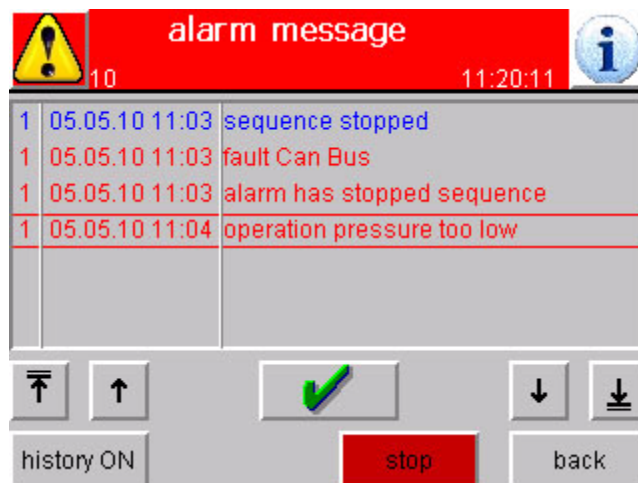 alarm message
10 11:20:11
1 05.05.10 11:03 sequence stopped
1 05.05.10 11:03 fault Can Bus
1 05.05.10 11:03 alarm has stopped sequence
1 05.05.10 11:04 operation pressure too low
history ON stop back